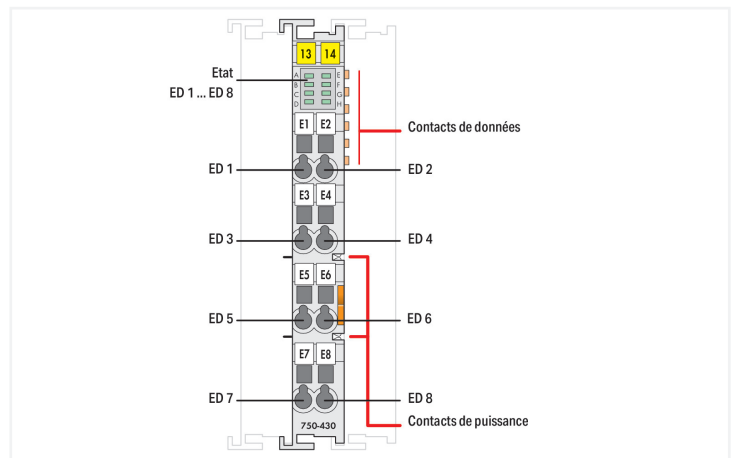 13 14
Etat
ED 1 ... ED 8
A E
B F
C G
D H
E1 E2
Contacts de données
ED 1
ED 2
E3 E4
ED 3
ED 4
E5 E6
ED 5
ED 6
E7 E8
ED 7
ED 8
Contacts de puissance
750-430